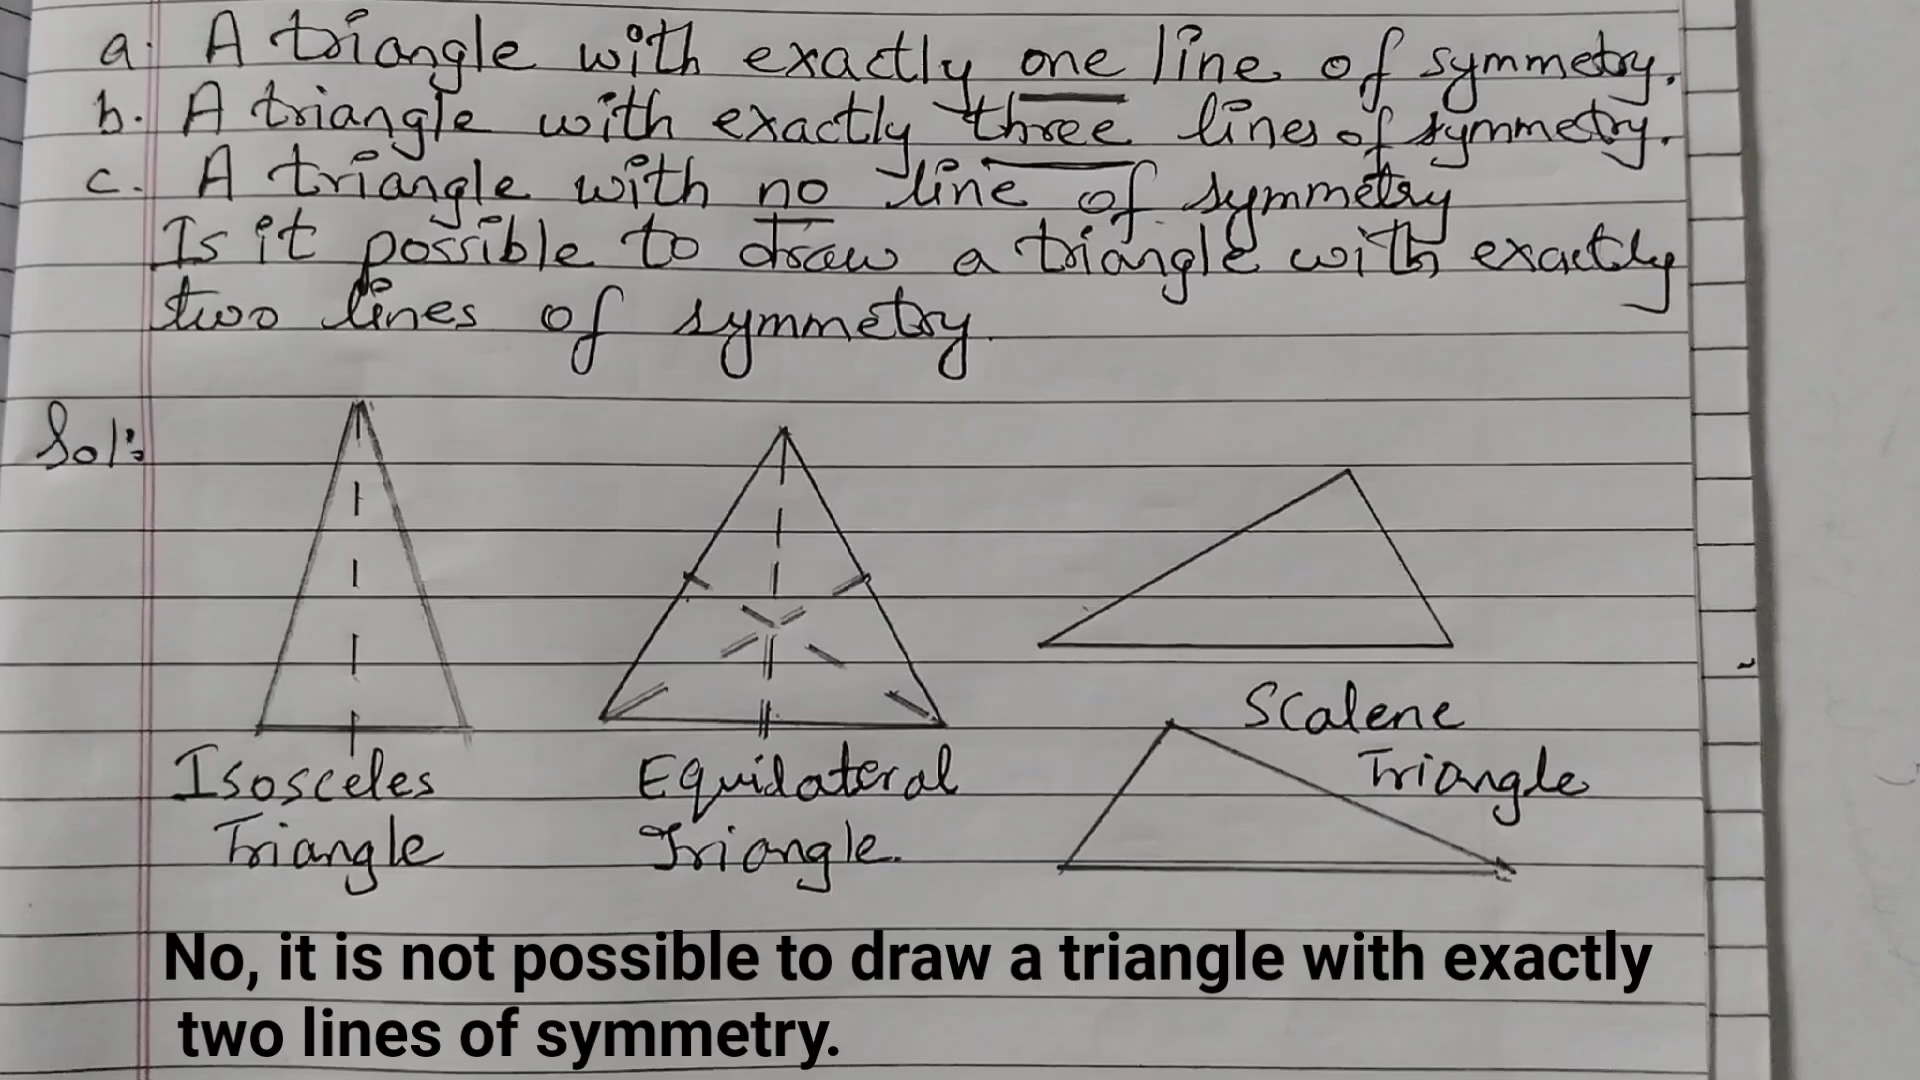 a. A triangle with exactly one line of symmetry.
b. A triangle with exactly three lines of symmetry.
c. A triangle with no line of symmetry
Is it possible to draw a triangle with exactly
two lines of symmetry
Sol:
Scalene
Triangle
Isosceles
Triangle
Equilateral
Triangle.
No, it is not possible to draw a triangle with exactly
two lines of symmetry.